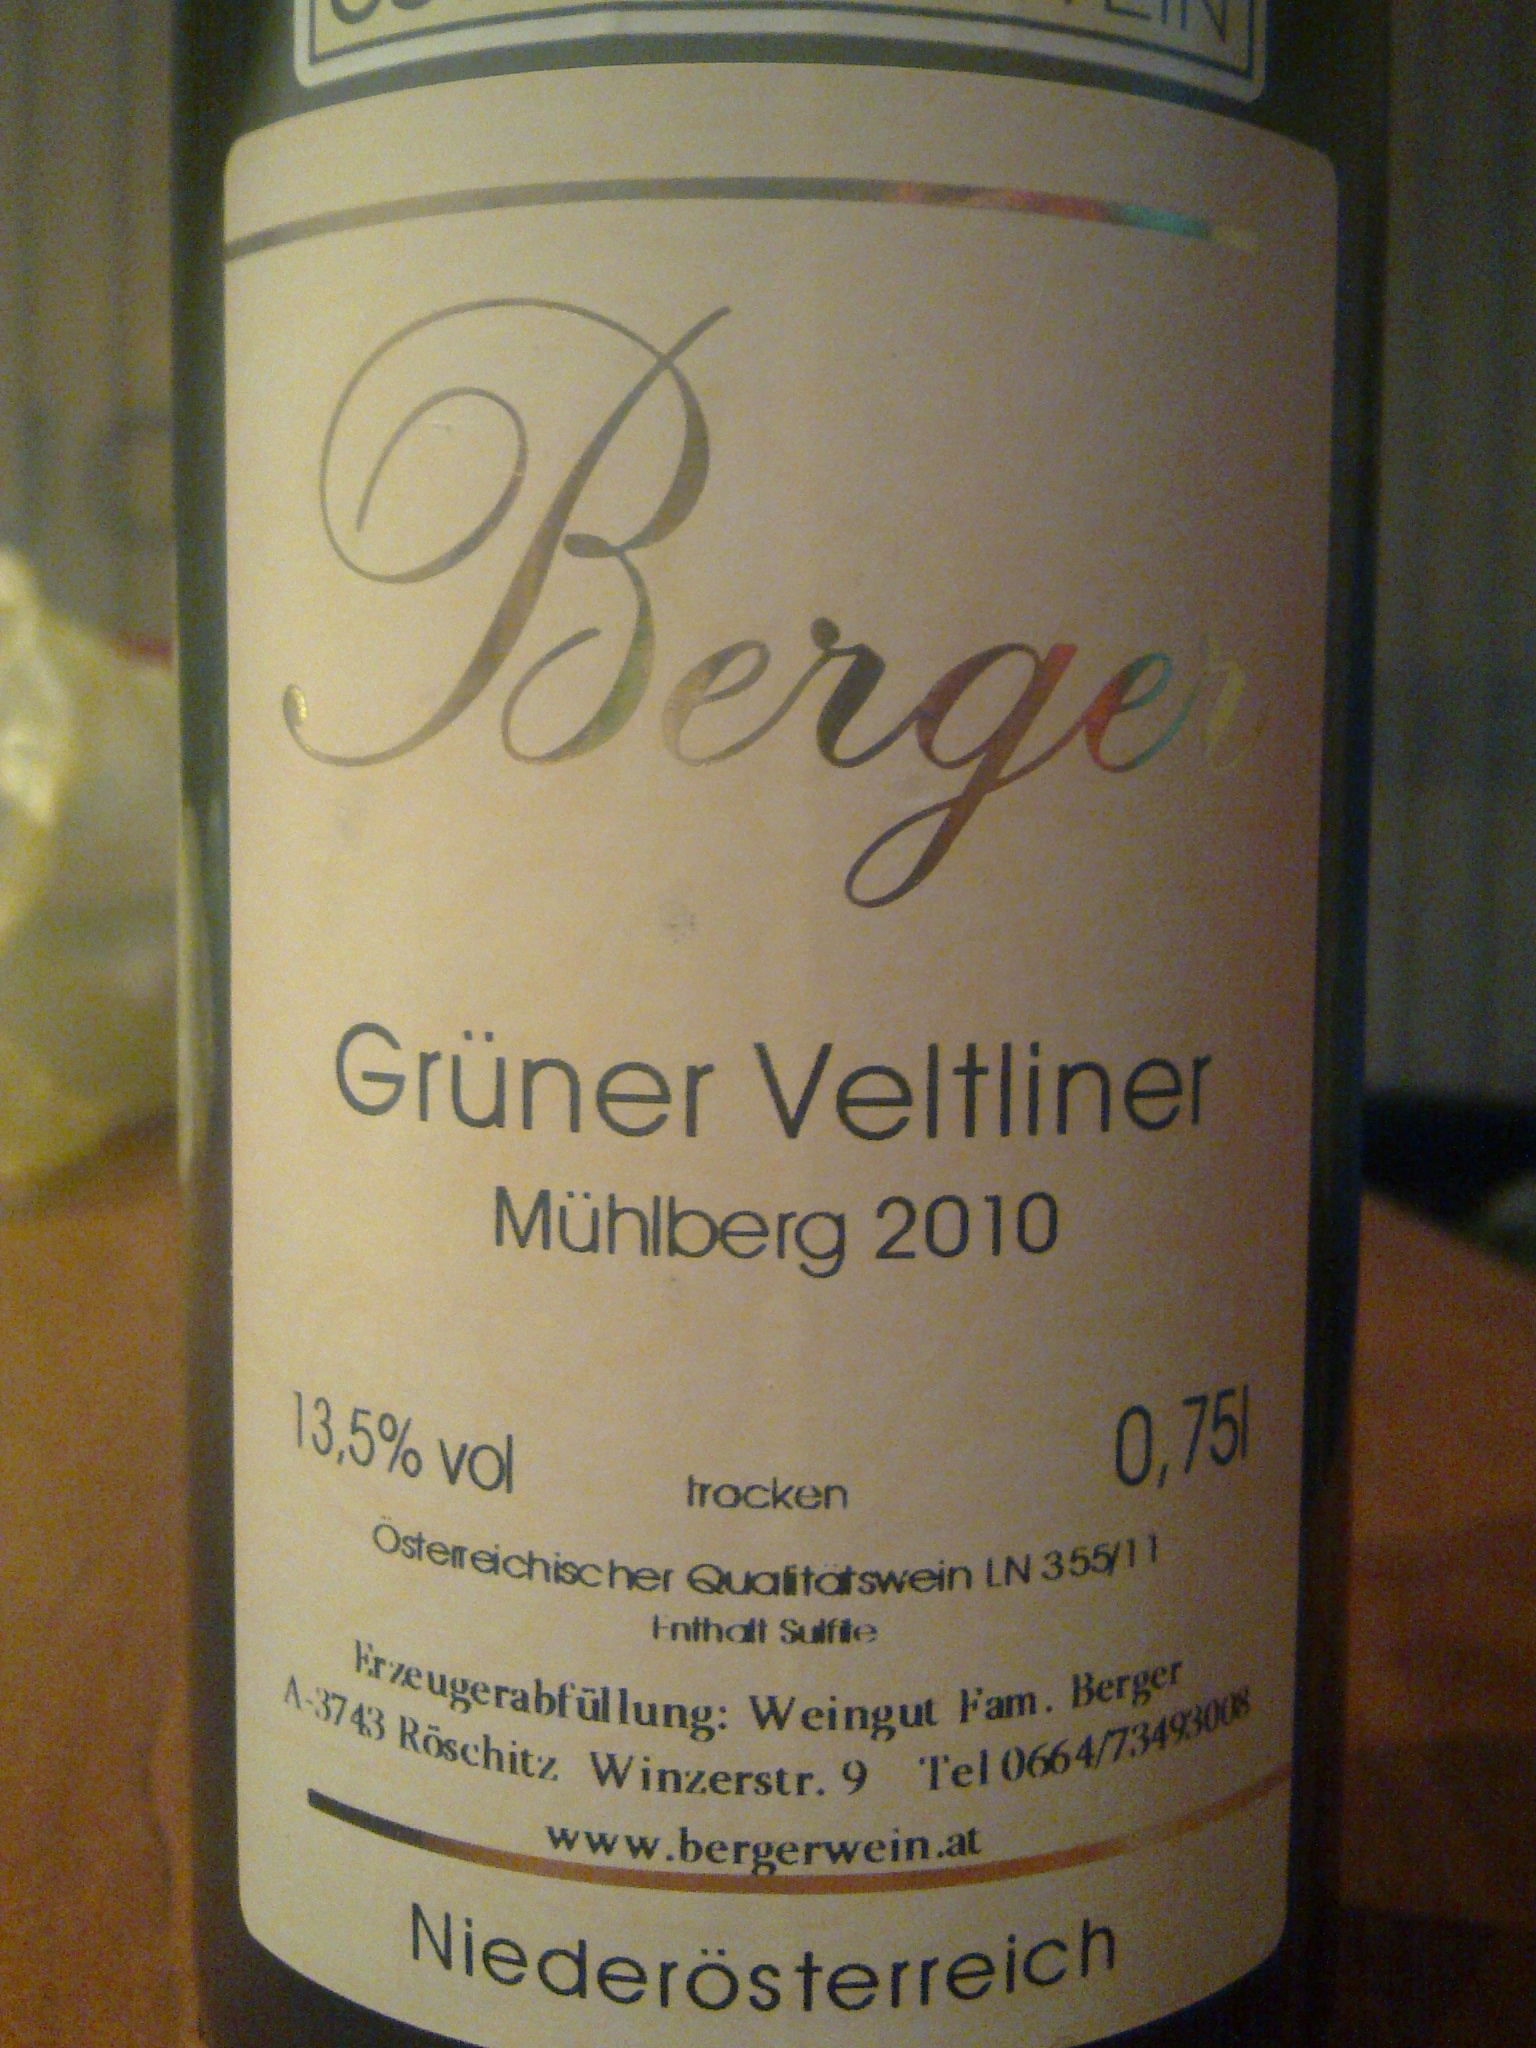 Berger
Grüner Veltliner
Mühlberg 2010
13,5% vol
0,75l
trocken
Österreichischer Qualitätswein LN 355/11
Enthält Sulfite
Erzeugerabfüllung: Weingut Fam. Berger
A-3743 Röschitz Winzerstr. 9 Tel 0664/73493008
www.bergerwein.at
Niederösterreich